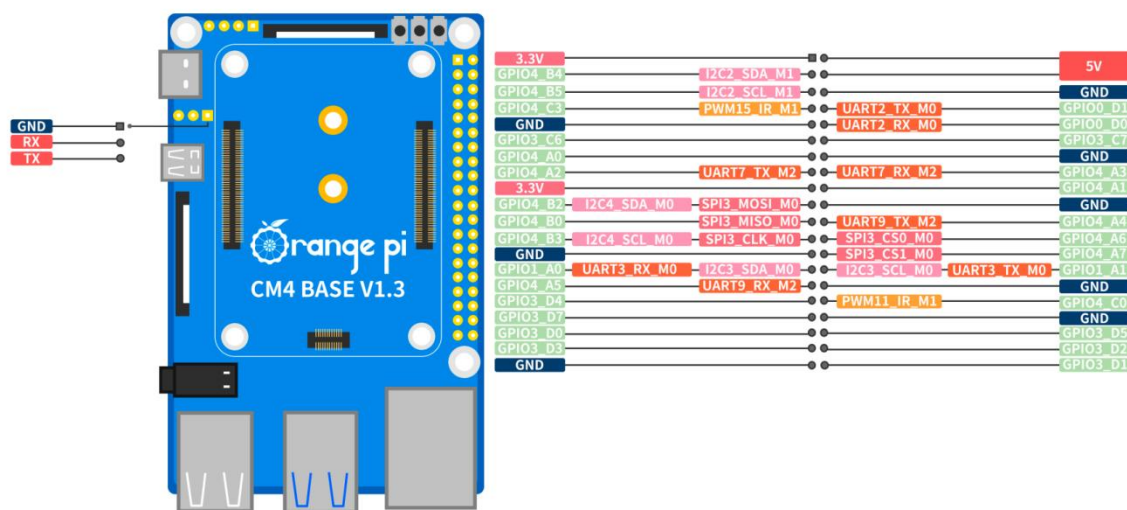 3.3V
5V
GPIO4_B4 I2C2_SDA_M1
GPIO4_B5 I2C2_SCL_M1 GND
GPIO4_C3 PWM15_IR_M1 UART2_TX_M0 GPIO0_D1
GND UART2_RX_M0 GPIO0_D0
GPIO3_C6 GPIO3_C7
GPIO4_A0 GND
GPIO4_A2 UART7_TX_M2 UART7_RX_M2 GPIO4_A3
3.3V GPIO4_A1
GPIO4_B2 I2C4_SDA_M0 SPI3_MOSI_M0 GND
GPIO4_B0 SPI3_MISO_M0 UART9_TX_M2 GPIO4_A4
GPIO4_B3 I2C4_SCL_M0 SPI3_CLK_M0 SPI3_CS0_M0 GPIO4_A6
GND SPI3_CS1_M0 GPIO4_A7
GPIO1_A0 UART3_RX_M0 I2C3_SDA_M0 I2C3_SCL_M0 UART3_TX_M0 GPIO1_A1
GPIO4_A5 UART9_RX_M2 GND
GPIO3_D4 PWM11_IR_M1 GPIO4_C0
GPIO3_D7 GND
GPIO3_D0 GPIO3_D5
GPIO3_D3 GPIO3_D2
GND GPIO3_D1
GND
RX
TX
Orange pi
CM4 BASE V1.3